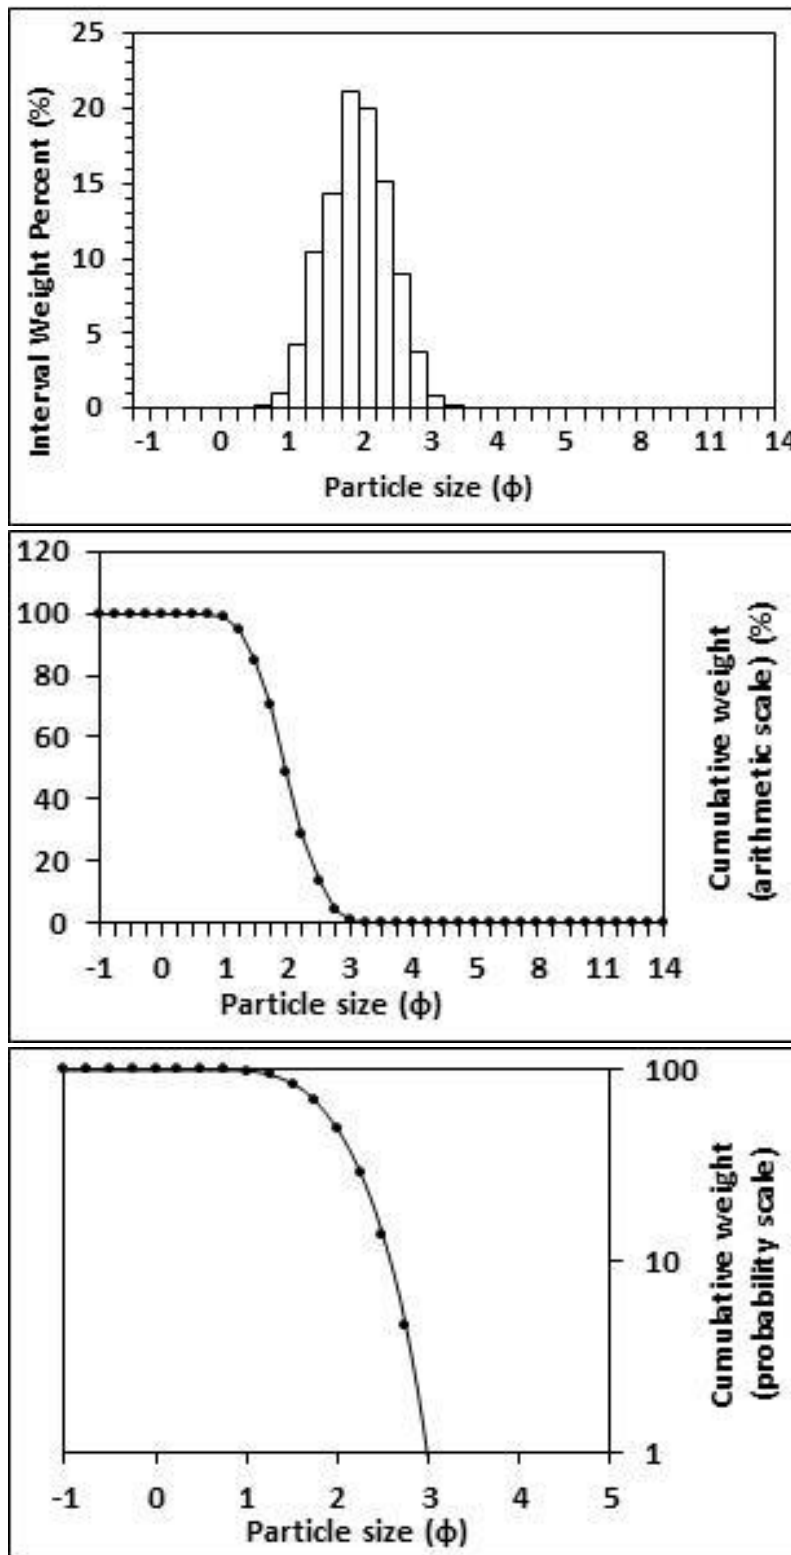 25
20
15
10
5
0
Interval Weight Percent (%)
-1 0 1 2 3 4 5 8 11 14
Particle size (ϕ)
120
100
80
60
40
20
0
-1 0 1 2 3 4 5 8 11 14
Particle size (ϕ)
Cumulative weight
(arithmetic scale) (%)
100
10
1
-1 0 1 2 3 4 5
Particle size (ϕ)
Cumulative weight
(probability scale)